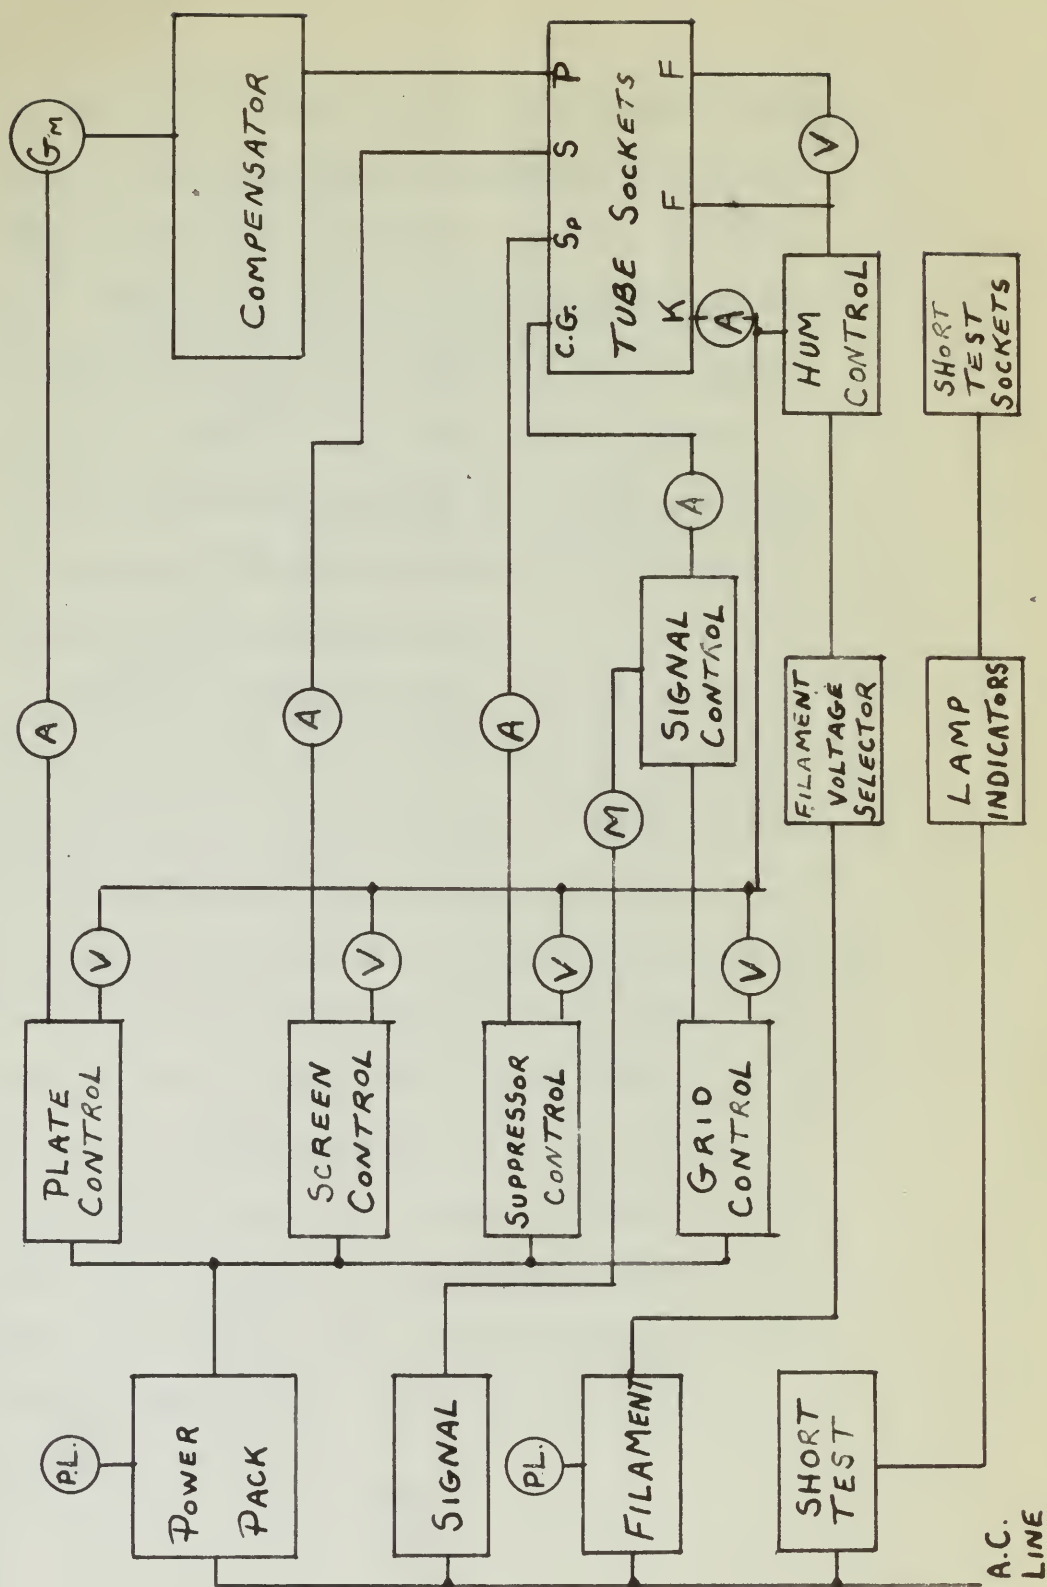 P.L.
POWER
PACK
SIGNAL
P.L.
FILAMENT
SHORT
TEST
A.C.
LINE
PLATE
CONTROL
V
A
SCREEN
CONTROL
V
A
SUPPRESSOR
CONTROL
V
A
GRID
CONTROL
V
M
SIGNAL
CONTROL
A
FILAMENT
VOLTAGE
SELECTOR
LAMP
INDICATORS
GM
COMPENSATOR
C.G. SP S P
TUBE SOCKETS
K F F
A
V
HUM
CONTROL
SHORT
TEST
SOCKETS